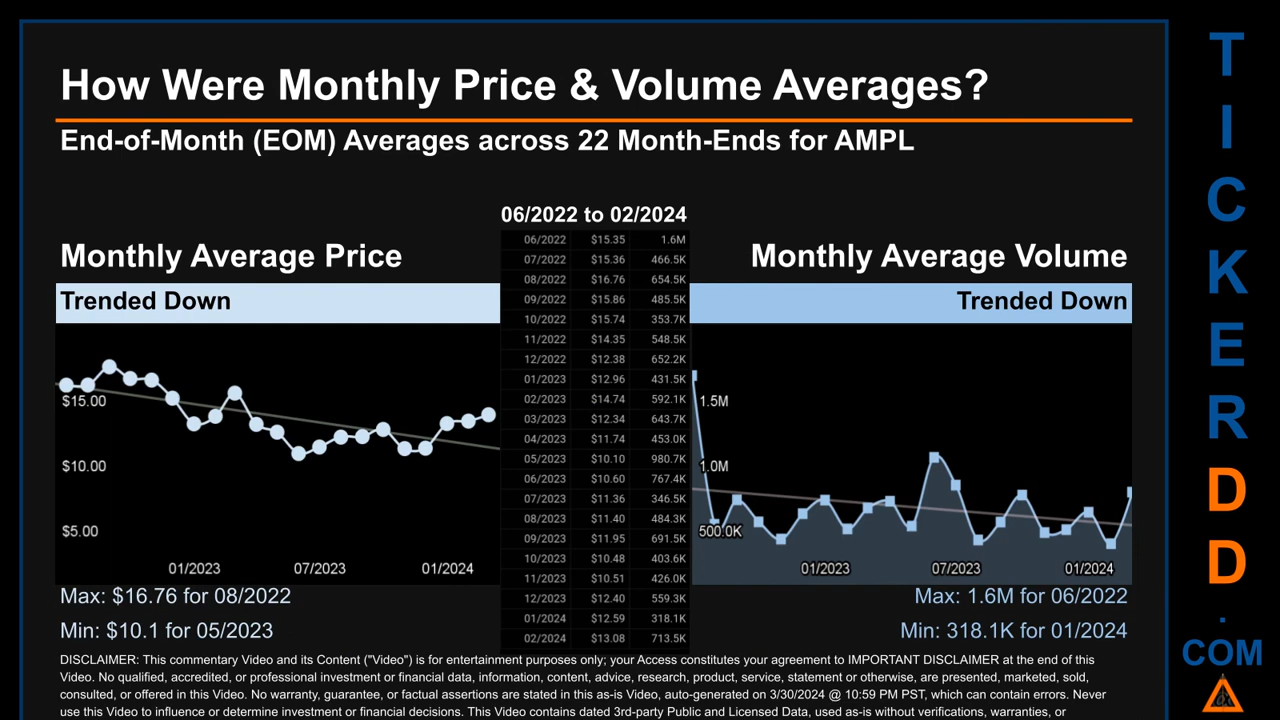 How Were Monthly Price & Volume Averages?
End-of-Month (EOM) Averages across 22 Month-Ends for AMPL
06/2022 to 02/2024
Monthly Average Price
Trended Down
$15.00
$10.00
$5.00
01/2023 07/2023 01/2024
Max: $16.76 for 08/2022
Min: $10.1 for 05/2023
06/2022 $15.35 1.6M
07/2022 $15.36 466.5K
08/2022 $16.76 654.5K
09/2022 $15.86 485.5K
10/2022 $15.74 353.7K
11/2022 $14.35 548.5K
12/2022 $12.38 652.2K
01/2023 $12.96 431.5K
02/2023 $14.74 592.1K
03/2023 $12.34 643.7K
04/2023 $11.74 453.0K
05/2023 $10.10 980.7K
06/2023 $10.60 767.4K
07/2023 $11.36 346.5K
08/2023 $11.40 484.3K
09/2023 $11.95 691.5K
10/2023 $10.48 403.6K
11/2023 $10.51 426.0K
12/2023 $12.40 559.3K
01/2024 $12.59 318.1K
02/2024 $13.08 713.5K
Monthly Average Volume
Trended Down
1.5M
1.0M
500.0K
01/2023 07/2023 01/2024
Max: 1.6M for 06/2022
Min: 318.1K for 01/2024
DISCLAIMER: This commentary Video and its Content ("Video") is for entertainment purposes only; your Access constitutes your agreement to IMPORTANT DISCLAIMER at the end of this
Video. No qualified, accredited, or professional investment or financial data, information, content, advice, research, product, service, statement or otherwise, are presented, marketed, sold,
consulted, or offered in this Video. No warranty, guarantee, or factual assertions are stated in this as-is Video, auto-generated on 3/30/2024 @ 10:59 PM PST, which can contain errors. Never
use this Video to influence or determine investment or financial decisions. This Video contains dated 3rd-party Public and Licensed Data, used as-is without verifications, warranties, or
T
I
C
K
E
R
D
D
.
COM